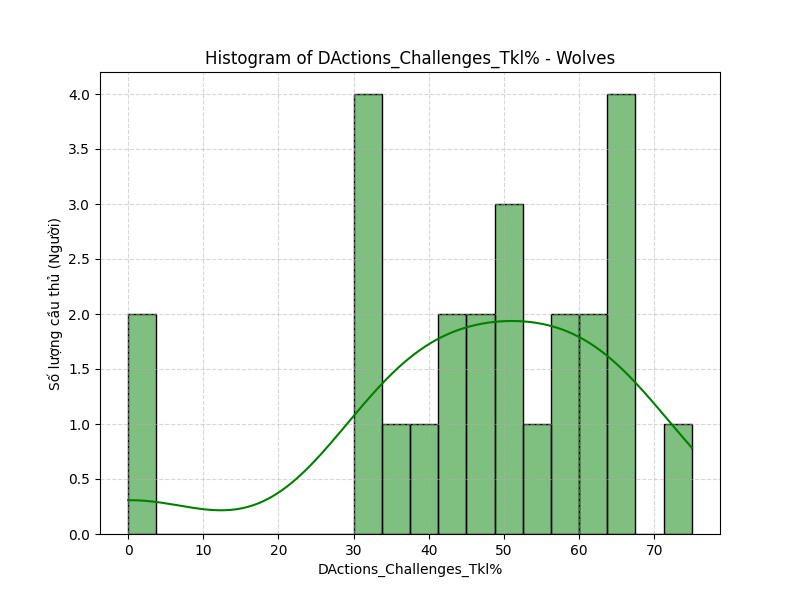 Histogram of DActions_Challenges_Tkl% - Wolves
Số lượng cầu thủ (Người)
4.0
3.5
3.0
2.5
2.0
1.5
1.0
0.5
0.0
0 10 20 30 40 50 60 70
DActions_Challenges_Tkl%